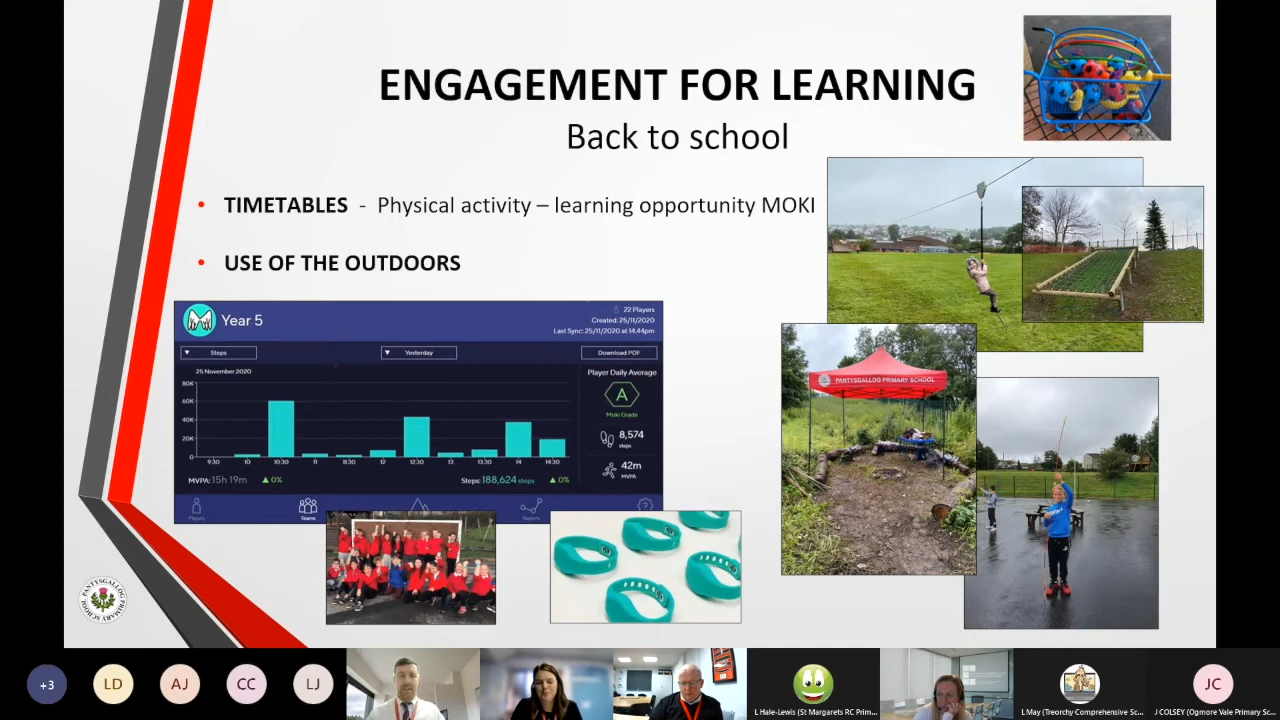 ENGAGEMENT FOR LEARNING
Back to school
• TIMETABLES - Physical activity – learning opportunity MOKI
• USE OF THE OUTDOORS
Year 5
22 Players
Created: 25/11/2020
Last Sync: 25/11/2020 at 14.44pm
Steps
Yesterday
Download PDF
25 November 2020
Player Daily Average
80K
60K
40K
20K
0
9:30 10 10:30 11 11:30 12 12:30 13 13:30 14 14:30
A
Moki Grade
8,574
steps
42m
MVPA
MVPA: 15h 19m ▲ 0%
Steps: 188,624 steps ▲ 0%
Players
Teams
Reports
PANTYSGALLOG PRIMARY SCHOOL
PANTYSGALLOG PRIMARY SCHOOL
+3
LD
AJ
CC
LJ
L Hale-Lewis (St Margarets RC Prim...
L May (Treorchy Comprehensive Sc...
JC
J COLSEY (Ogmore Vale Primary Sc...